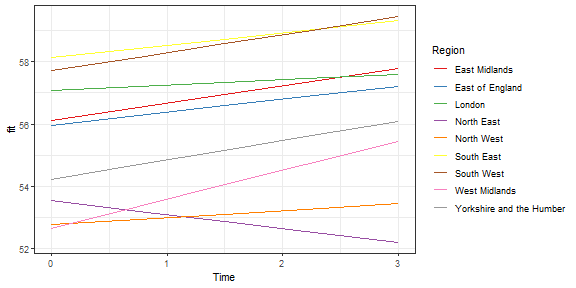 58
56
54
52
fit
0
1
2
3
Time
Region
East Midlands
East of England
London
North East
North West
South East
South West
West Midlands
Yorkshire and the Humber